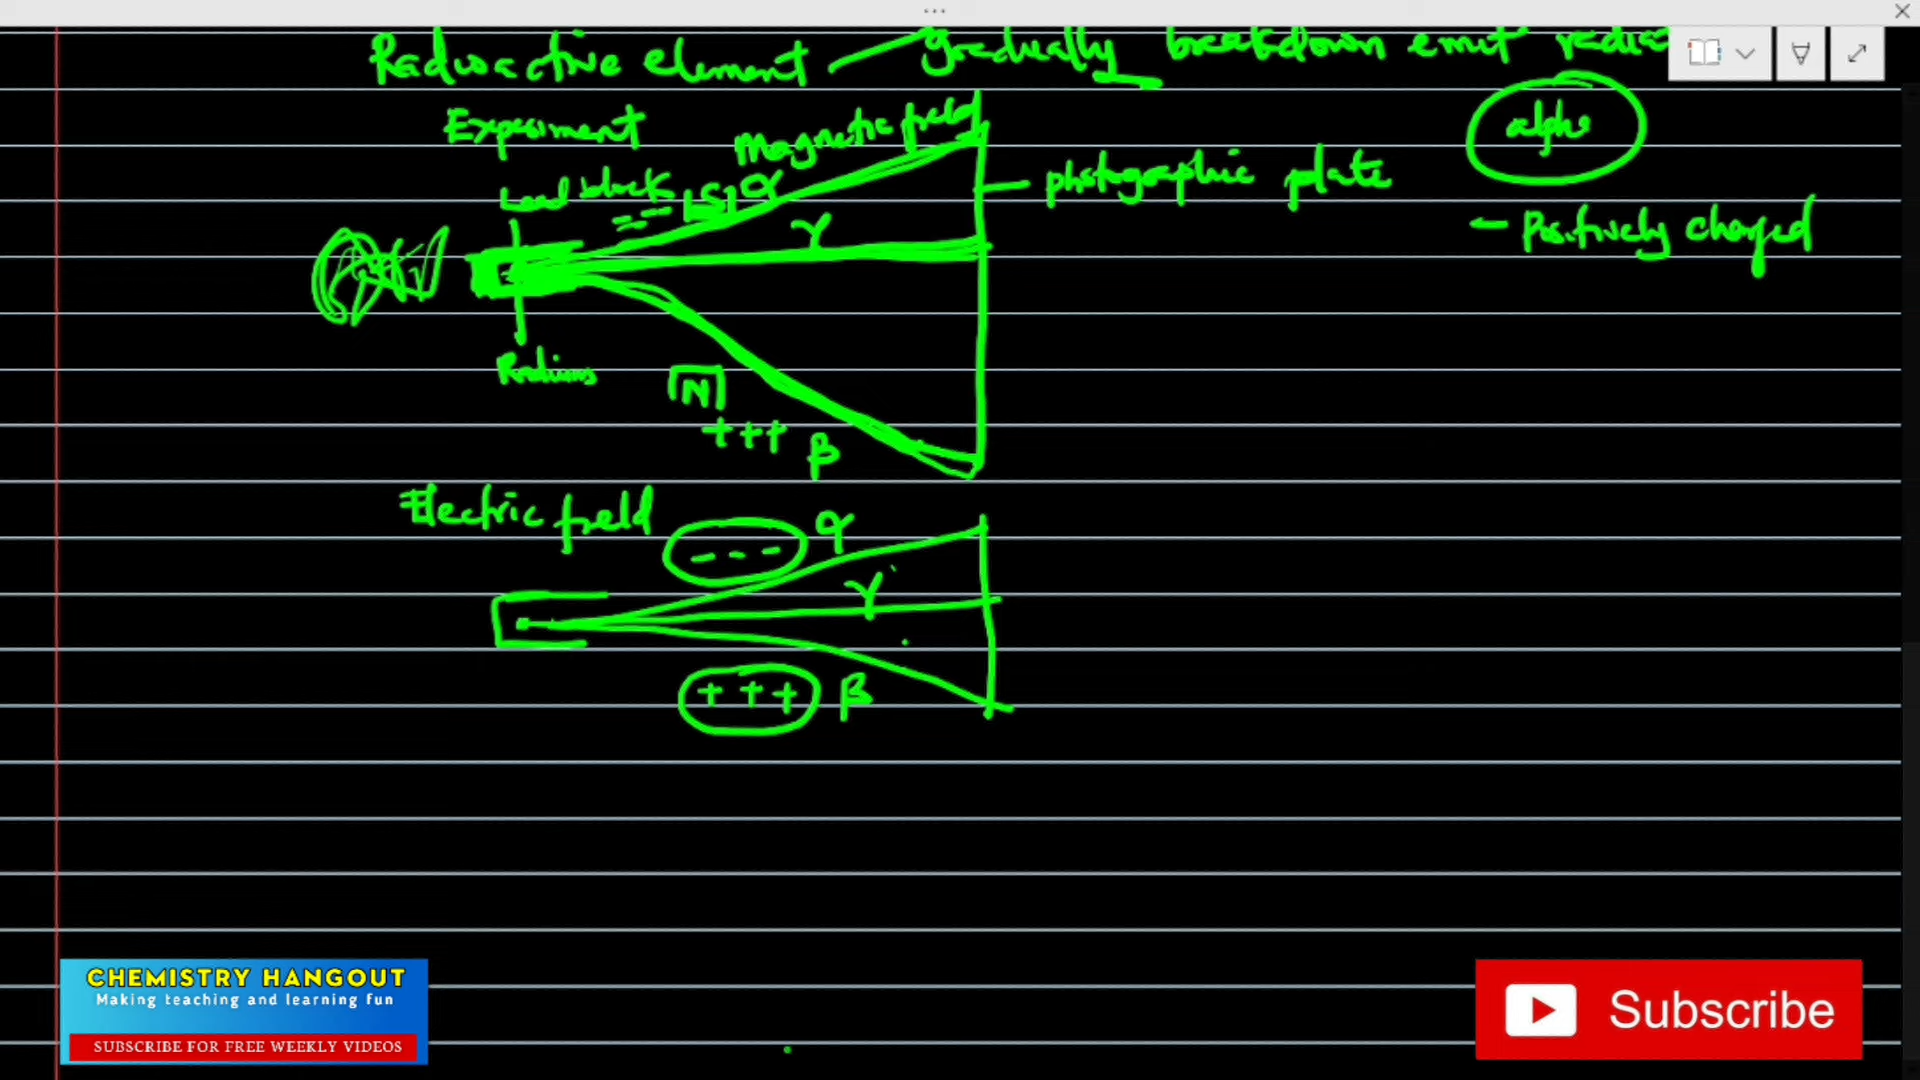 Radioactive element gradually breakdown emit
Experiment
Magnetic field
alpha
Lead block
[S] α
photographic plate
γ
- Positively charged
Radium
N
+++
β
Electric field
- - - α
γ
+ + + β
CHEMISTRY HANGOUT
Making teaching and learning fun
SUBSCRIBE FOR FREE WEEKLY VIDEOS
Subscribe